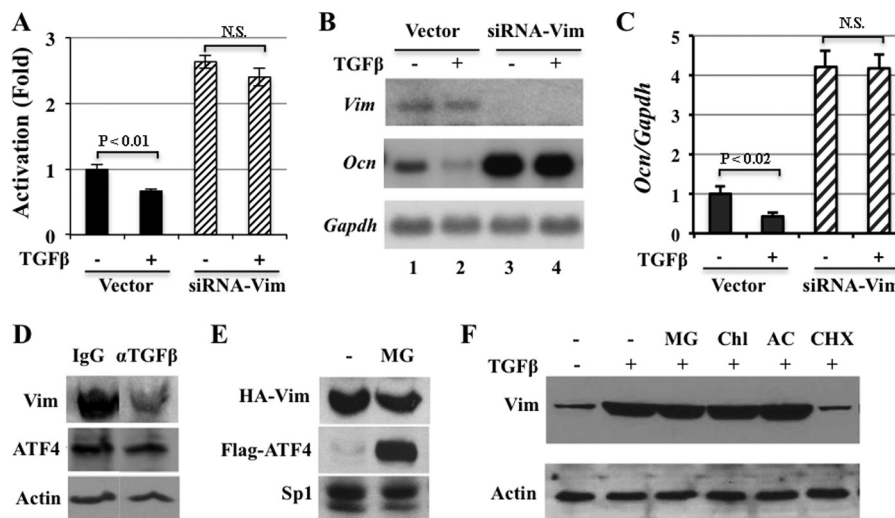 A
Activation (Fold)
3
2
1
0
P < 0.01
N.S.
TGFβ - + - +
Vector siRNA-Vim
B
Vector siRNA-Vim
TGFβ - + - +
Vim
Ocn
Gapdh
1 2 3 4
C
Ocn/Gapdh
5
4
3
2
1
0
P < 0.02
N.S.
TGFβ - + - +
Vector siRNA-Vim
D
IgG αTGFβ
Vim
ATF4
Actin
E
- MG
HA-Vim
Flag-ATF4
Sp1
F
- - MG Chl AC CHX
TGFβ - + + + + +
Vim
Actin